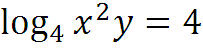 log₄ x²y = 4